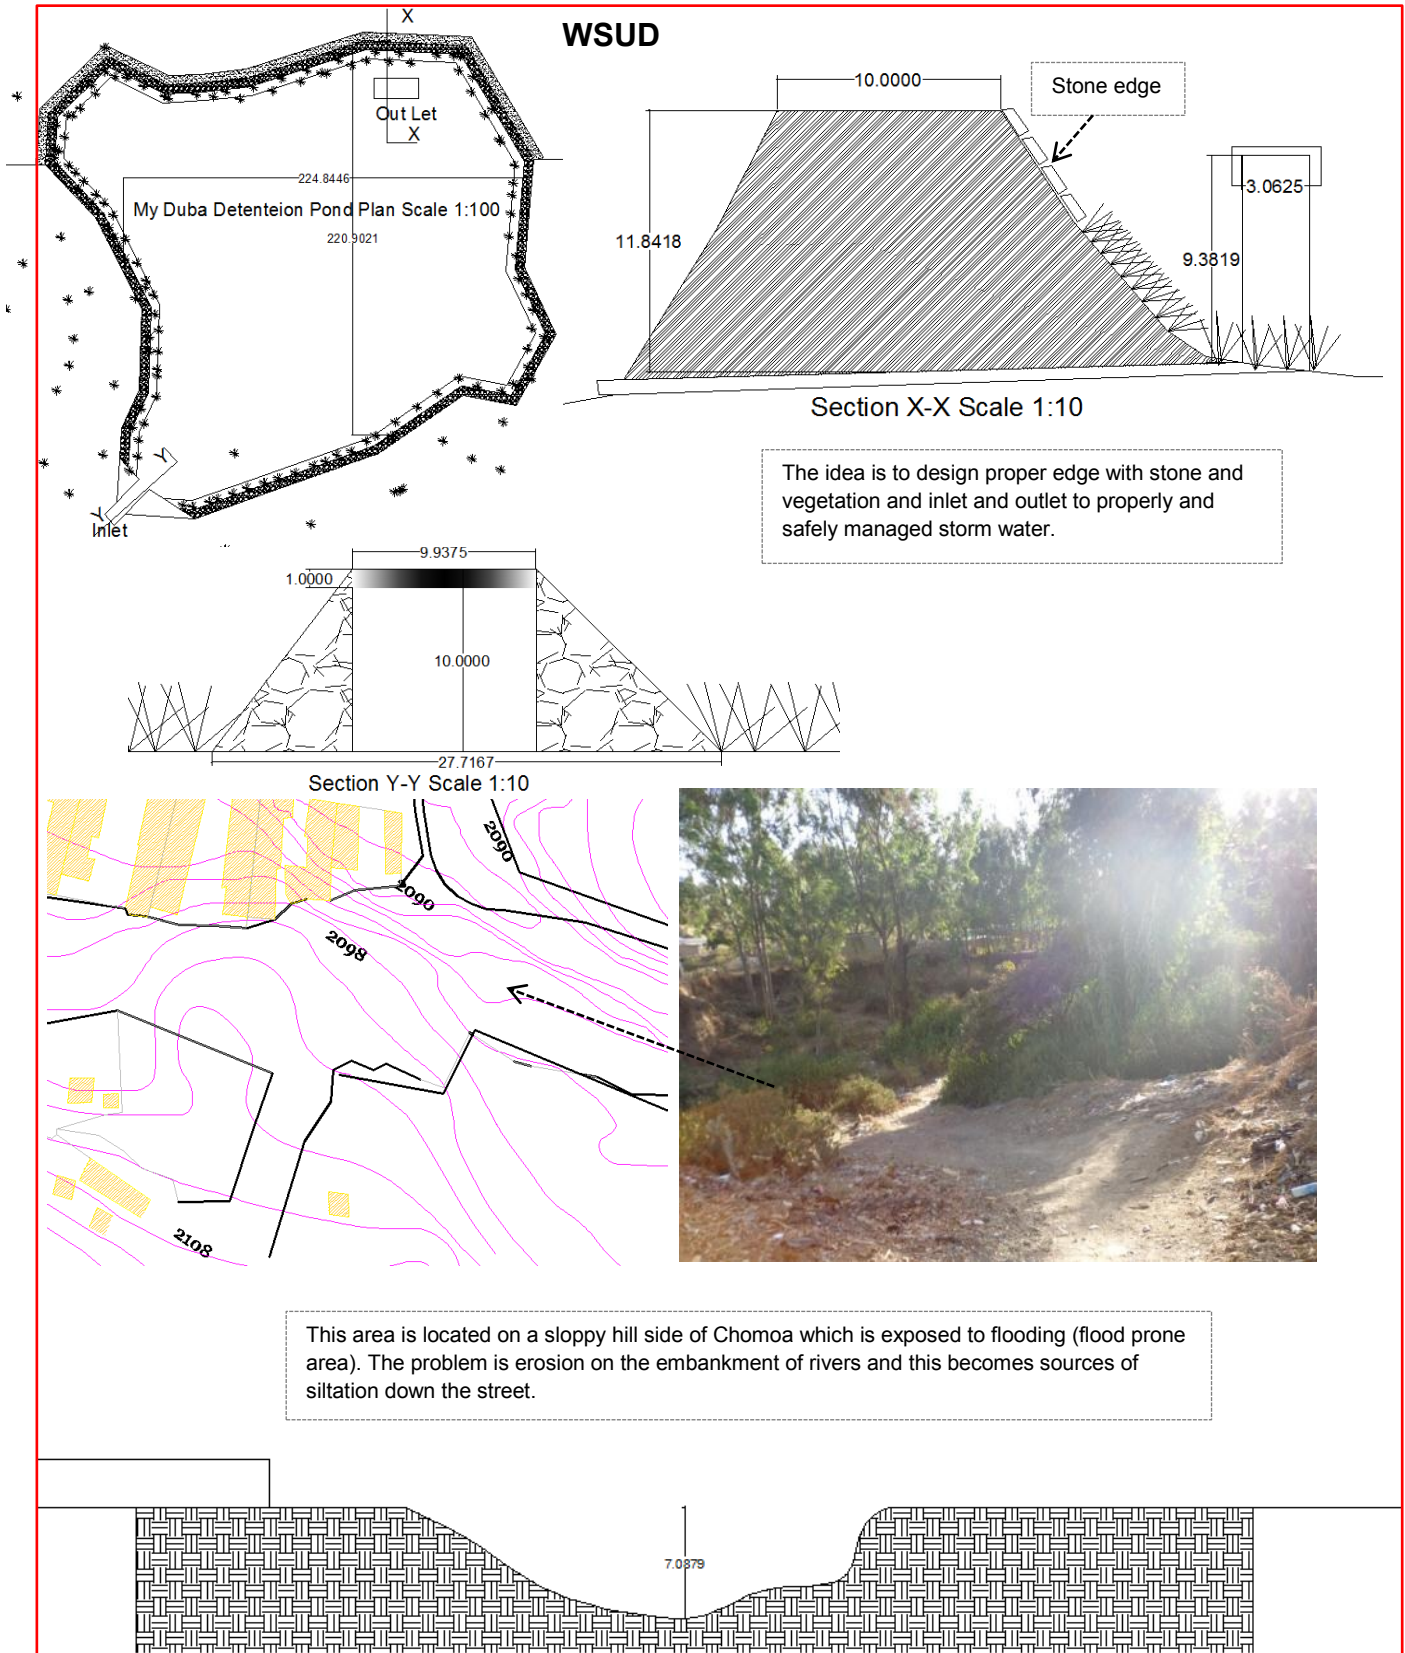 WSUD
X
Out Let
X
224.8446
My Duba Detenteion Pond Plan Scale 1:100
220.9021
Y
Y
Inlet
10.0000
Stone edge
11.8418
3.0625
9.3819
Section X-X Scale 1:10
The idea is to design proper edge with stone and
vegetation and inlet and outlet to properly and
safely managed storm water.
9.9375
1.0000
10.0000
27.7167
Section Y-Y Scale 1:10
2090
2090
2098
2108
This area is located on a sloppy hill side of Chomoa which is exposed to flooding (flood prone
area). The problem is erosion on the embankment of rivers and this becomes sources of
siltation down the street.
7.0879